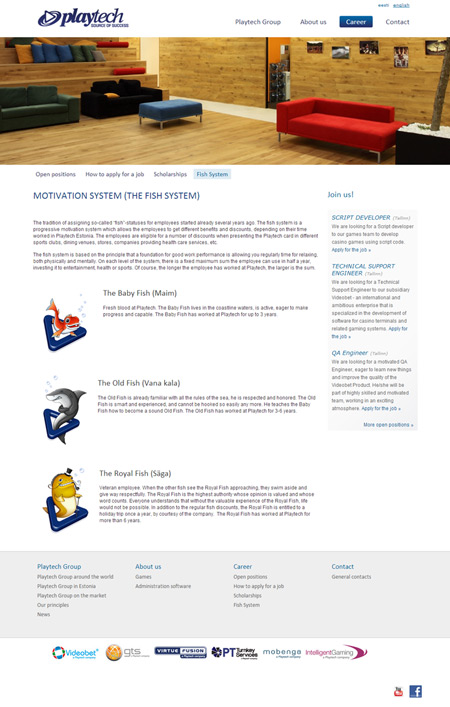 eesti english
playtech
SOURCE OF SUCCESS
Playtech Group About us Career Contact
Open positions How to apply for a job Scholarships Fish System
MOTIVATION SYSTEM (THE FISH SYSTEM)
The tradition of assigning so-called "fish"-statuses for employees started already several years ago. The fish system is a
progressive motivation system which allows the employees to get different benefits and discounts, depending on their time
worked in Playtech Estonia. The employees are eligible for a number of discounts when presenting the Playtech card in different
sports clubs, dining venues, stores, companies providing health care services, etc.
The fish system is based on the principle that a foundation for good work performance is allowing you regularly time for relaxing,
both physically and mentally. On each level of the system, there is a fixed maximum sum the employee can use in half a year,
investing it to entertainment, health or sports. Of course, the longer the employee has worked at Playtech, the larger is the sum.
The Baby Fish (Maim)
Fresh blood at Playtech. The Baby Fish lives in the coastline waters, is active, eager to make
progress and capable. The Baby Fish has worked at Playtech for up to 3 years.
The Old Fish (Vana kala)
The Old Fish is already familiar with all the rules of the sea, he is respected and honored. The Old
Fish is smart and experienced, and cannot be hooked so easily any more. He teaches the Baby
Fish how to become a sound Old Fish. The Old Fish has worked at Playtech for 3-6 years.
The Royal Fish (Säga)
Veteran employee. When the other fish see the Royal Fish approaching, they swim aside and
give way respectfully. The Royal Fish is the highest authority whose opinion is valued and whose
word counts. Everyone understands that without the valuable experience of the Royal Fish, life
would not be possible. In addition to the regular fish discounts, the Royal Fish is entitled to a
holiday trip once a year, by courtesy of the company. The Royal Fish has worked at Playtech for
more than 6 years.
Join us!
SCRIPT DEVELOPER (Tallinn)
We are looking for a Script developer
to our games team to develop
casino games using script code.
Apply for the job »
TECHNICAL SUPPORT
ENGINEER (Tallinn)
We are looking for a Technical
Support Engineer to our subsidiary
Videobet - an international and
ambitious enterprise that is
specialized in the development of
software for casino terminals and
related gaming systems. Apply for
the job »
QA Engineer (Tallinn)
We are looking for a motivated QA
Engineer, eager to learn new things
and improve the quality of the
Videobet Product. He/she will be
part of highly skilled and motivated
team, working in an exciting
atmosphere. Apply for the job »
More open positions »
Playtech Group
Playtech Group around the world
Playtech Group in Estonia
Playtech Group on the market
Our principles
News
About us
Games
Administration software
Career
Open positions
How to apply for a job
Scholarships
Fish System
Contact
General contacts
Videobet gts VIRTUE FUSION PT Turnkey Services mobenga IntelligentGaming
You Tube f